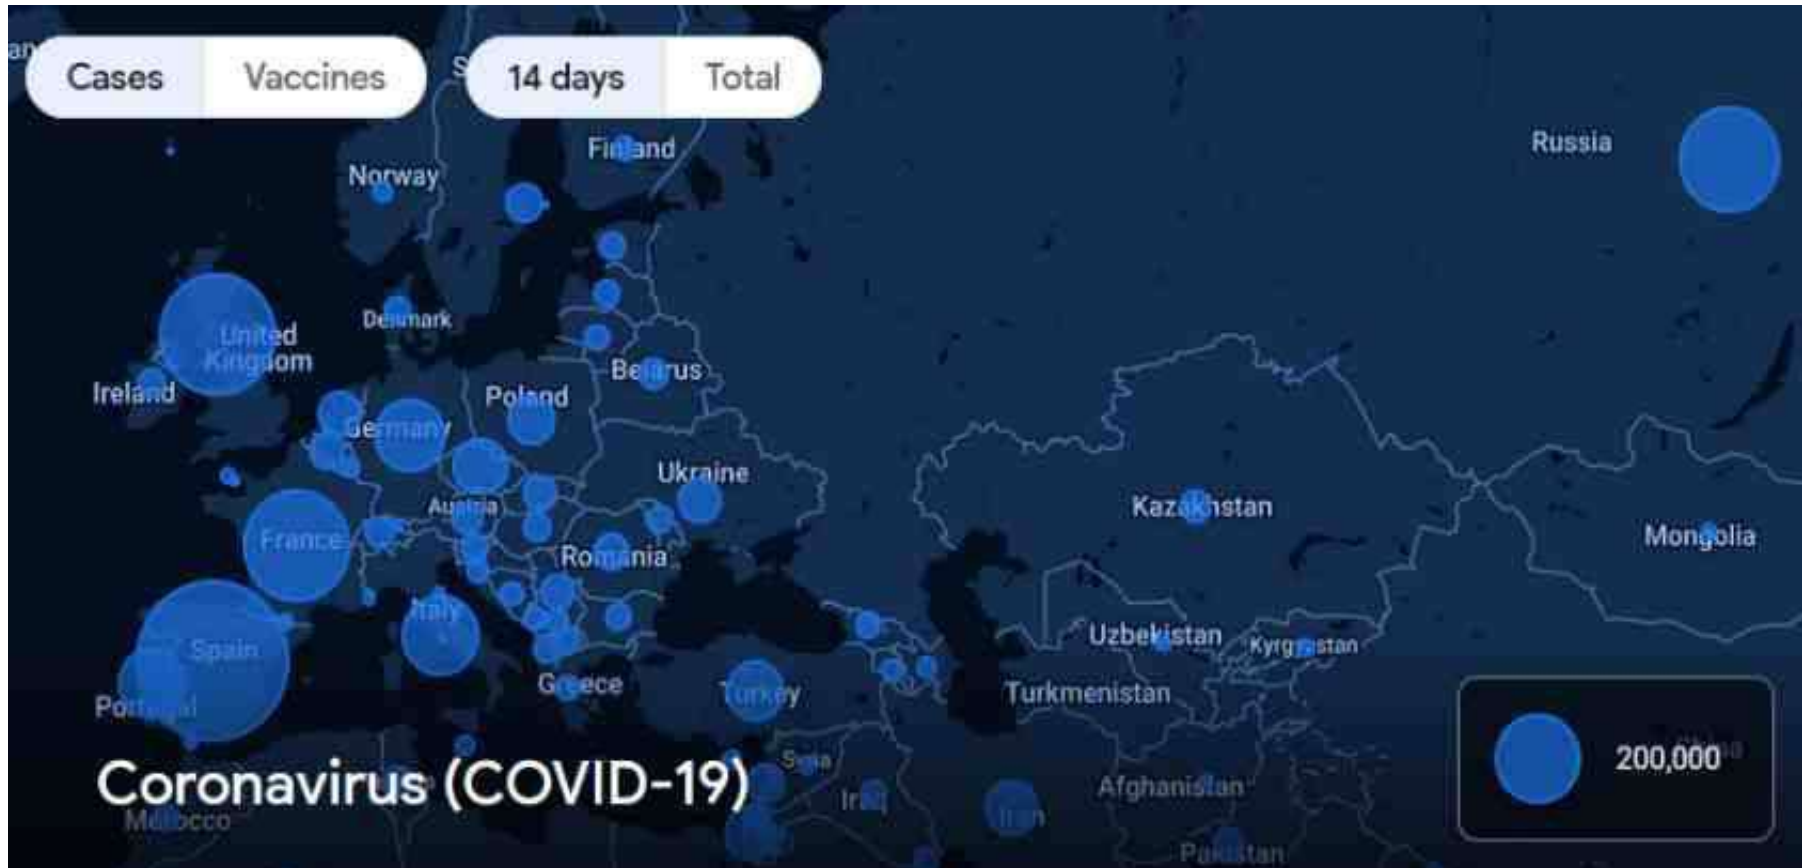 Cases
Vaccines
14 days
Total
Finland
Russia
Norway
Denmark
United
Kingdom
Ireland
Belarus
Poland
Germany
Ukraine
Austria
Kazakhstan
France
Romania
Mongolia
Italy
Uzbekistan
Kyrgyzstan
Spain
Greece
Turkey
Turkmenistan
Portugal
200,000
Syria
Coronavirus (COVID-19)
Afghanistan
Iraq
Iran
Morocco
Pakistan